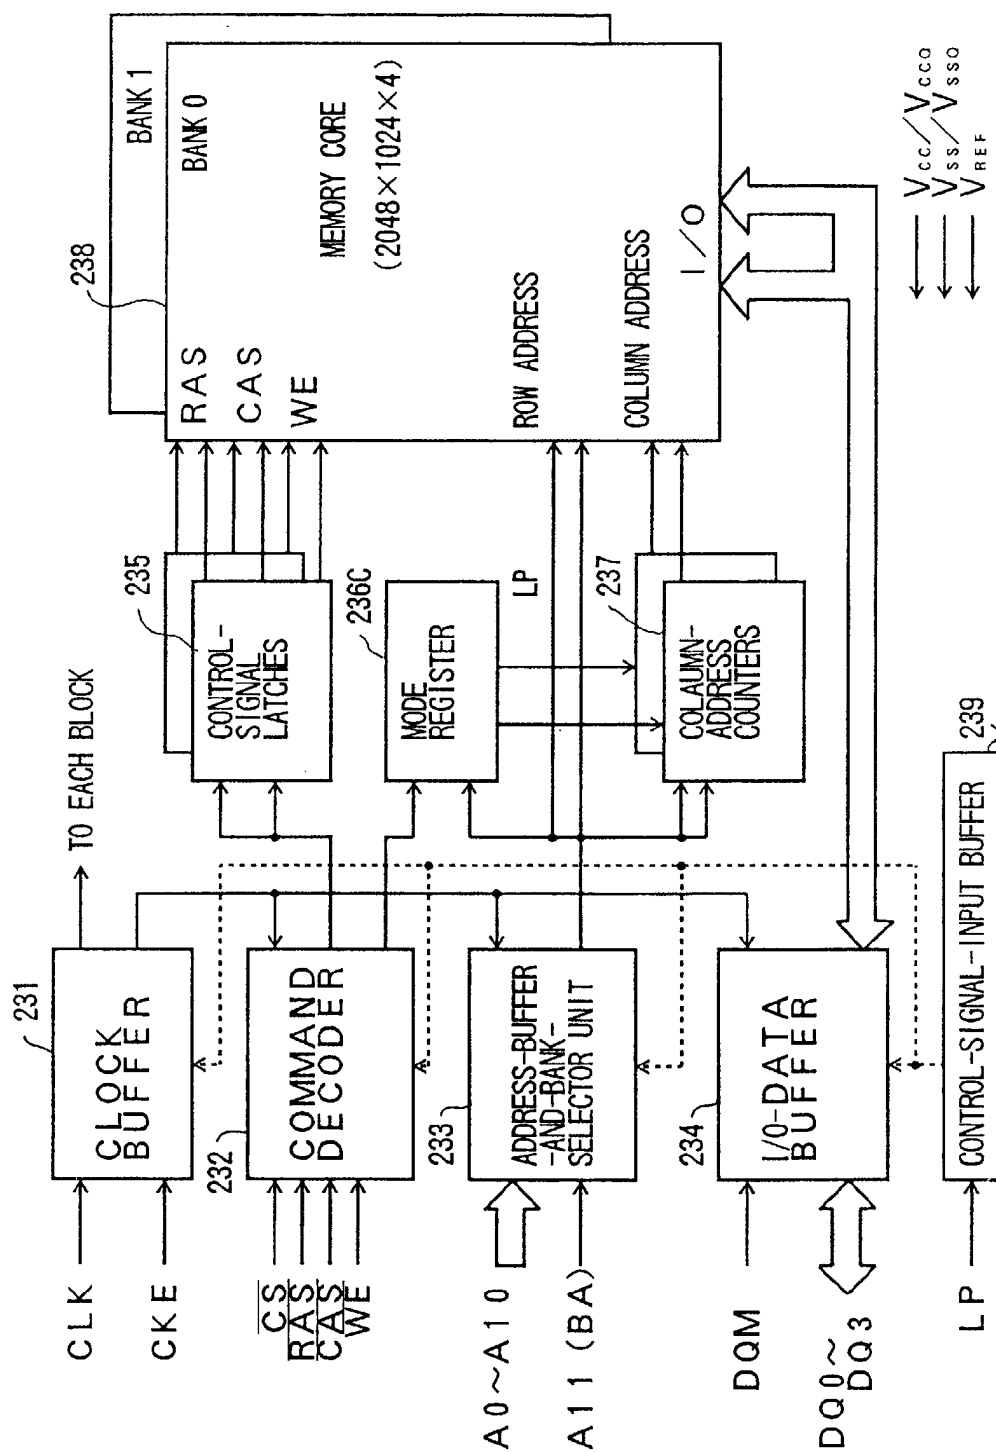 CLK
CKE
231
CLOCK
BUFFER
TO EACH BLOCK
CS
RAS
CAS
WE
232
COMMAND
DECODER
A0~A10
A11 (BA)
233
ADDRESS-BUFFER
-AND-BANK-
SELECTOR UNIT
DQM
DQ0~
DQ3
234
I/O-DATA
BUFFER
LP
CONTROL-SIGNAL-INPUT BUFFER
239
235
CONTROL-
SIGNAL
LATCHES
236C
MODE
REGISTER
LP
237
COLAUMN-
ADDRESS
COUNTERS
238
BANK 1
BANK 0
RAS
CAS
WE
MEMORY CORE
(2048×1024×4)
ROW ADDRESS
COLUMN ADDRESS
I/O
VCC/VCCQ
VSS/VSSQ
VREF